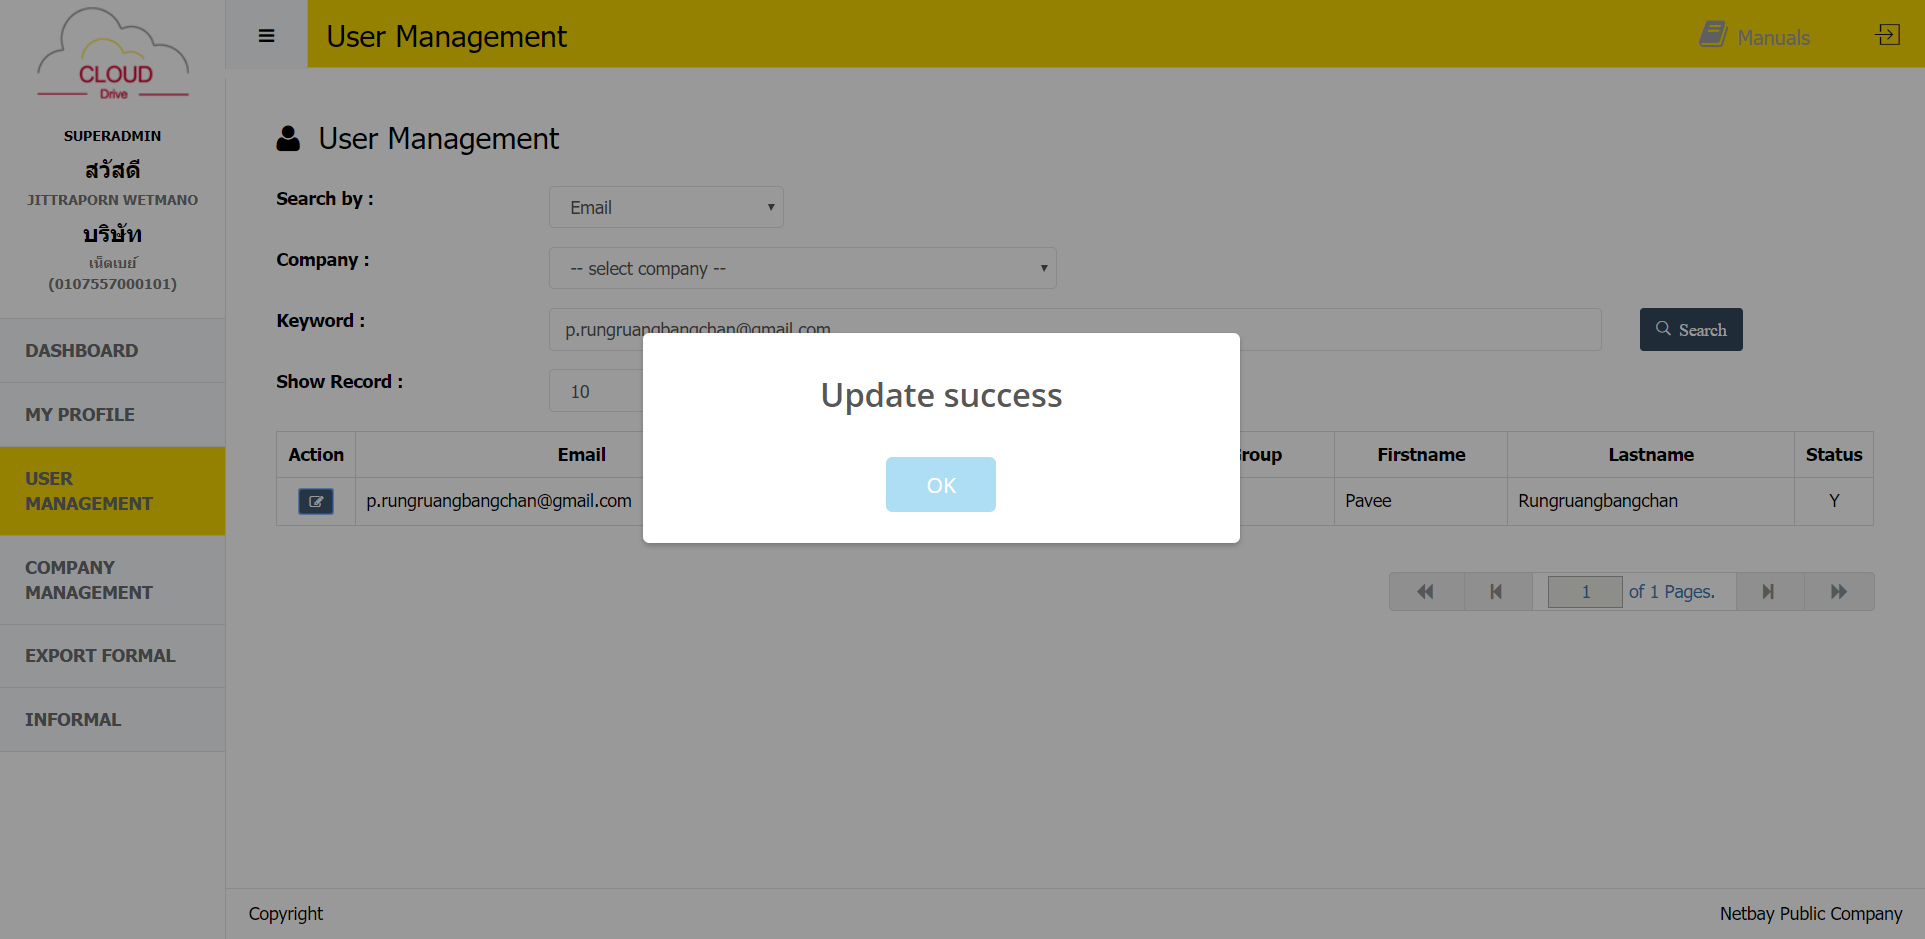 CLOUD
Drive
SUPERADMIN
สวัสดี
JITTRAPORN WETMANO
บริษัท
เน็ตเบย์
(0107557000101)
DASHBOARD
MY PROFILE
USER
MANAGEMENT
COMPANY
MANAGEMENT
EXPORT FORMAL
INFORMAL
User Management
Manuals
User Management
Search by :
Email
Company :
-- select company --
Keyword :
p.rungruangbangchan@gmail.com
Search
Show Record :
10
Update success
OK
Action Email Firstname Lastname Status
p.rungruangbangchan@gmail.com Pavee Rungruangbangchan Y
1 of 1 Pages.
Copyright
Netbay Public Company